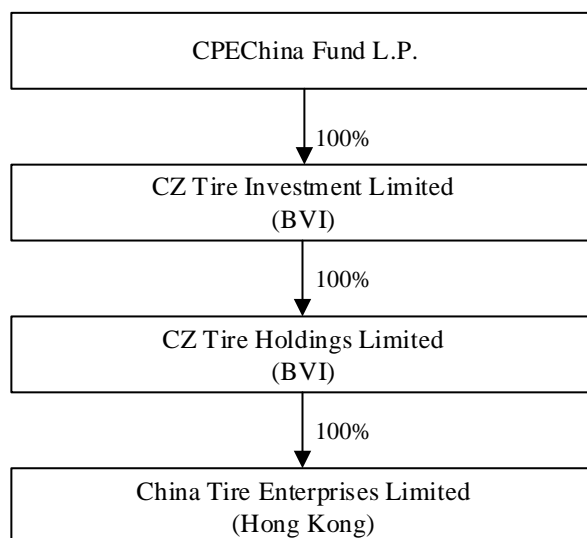 CPEChina Fund L.P.
100%
CZ Tire Investment Limited
(BVI)
100%
CZ Tire Holdings Limited
(BVI)
100%
China Tire Enterprises Limited
(Hong Kong)